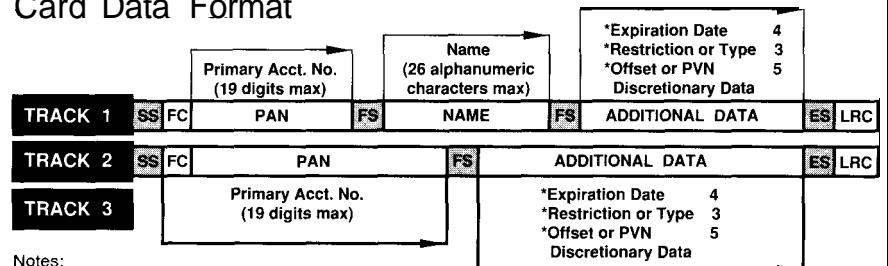 Card Data Format
Primary Acct. No.
(19 digits max)
Name
(26 alphanumeric
characters max)
*Expiration Date 4
*Restriction or Type 3
*Offset or PVN 5
Discretionary Data
TRACK 1 SS FC PAN FS NAME FS ADDITIONAL DATA ES LRC
TRACK 2 SS FC PAN FS ADDITIONAL DATA ES LRC
TRACK 3
Primary Acct. No.
(19 digits max)
*Expiration Date 4
*Restriction or Type 3
*Offset or PVN 5
Discretionary Data
Notes: